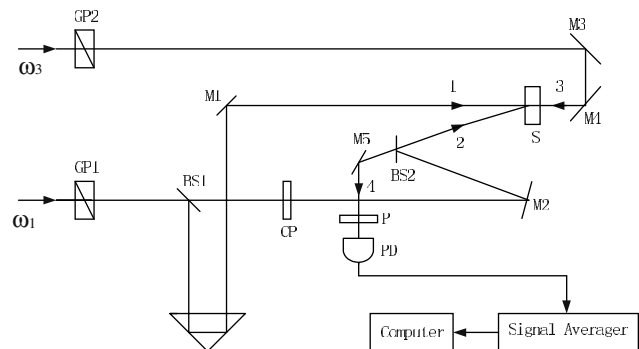 GP2
M3
ω3
M1
1
3
M4
S
M5
2
GP1
BS1
BS2
4
M2
ω1
CP
P
PD
Computer
Signal Averager